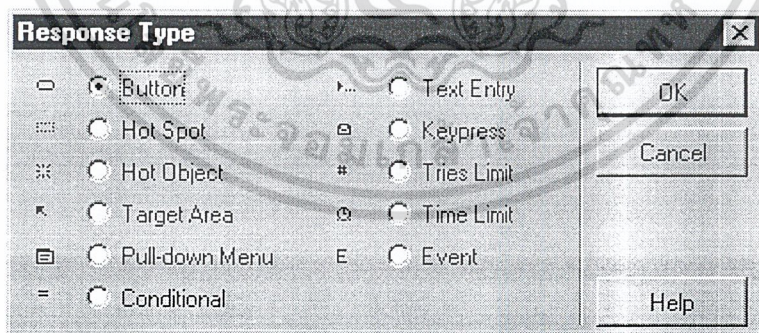 Response Type
Button
Hot Spot
Hot Object
Target Area
Pull-down Menu
Conditional
Text Entry
Keypress
# Tries Limit
Time Limit
E Event
OK
Cancel
Help